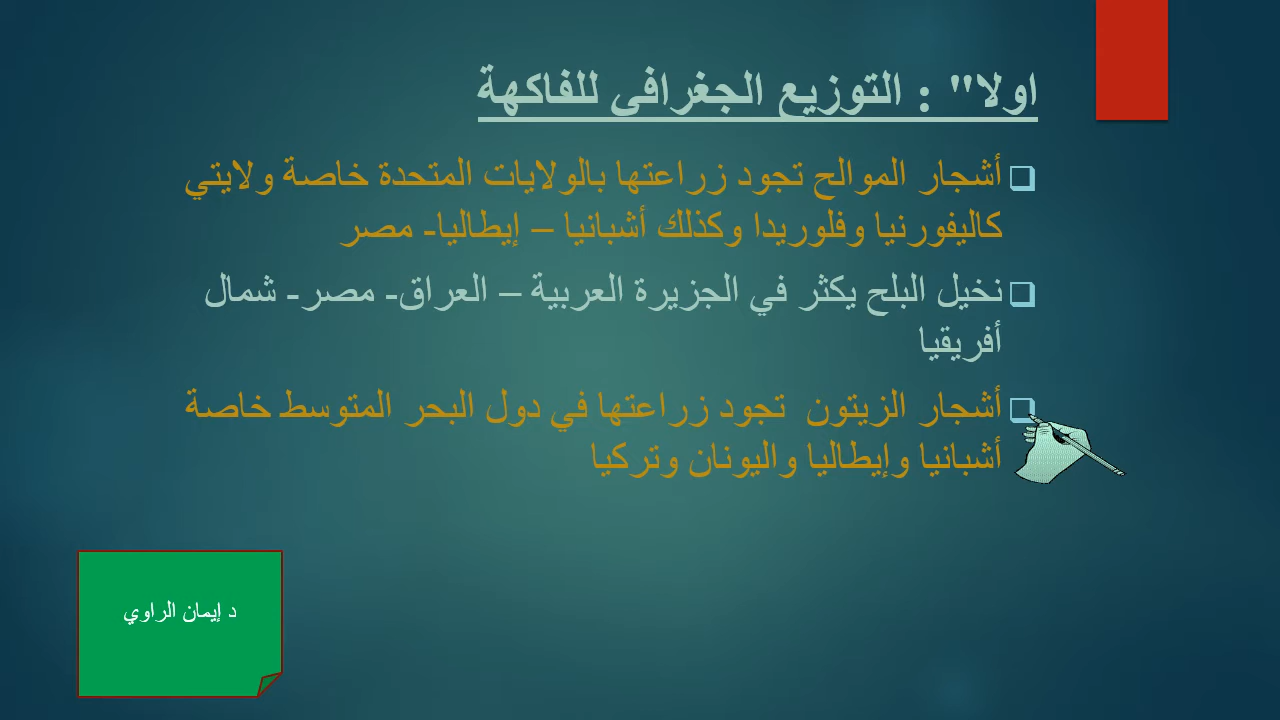 اولا" : التوزيع الجغرافي للفاكهة
أشجار الموالح تجود زراعتها بالولايات المتحدة خاصة ولايتي
كاليفورنيا وفلوريدا وكذلك أشبانيا – إيطاليا- مصر
نخيل البلح يكثر في الجزيرة العربية – العراق- مصر- شمال
أفريقيا
أشجار الزيتون تجود زراعتها في دول البحر المتوسط خاصة
أشبانيا وإيطاليا واليونان وتركيا
د إيمان الراوي